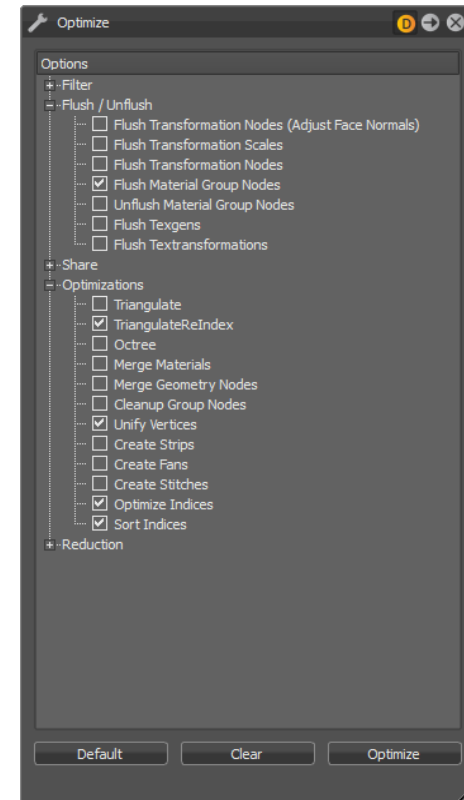 Optimize
D
Options
Filter
Flush / Unflush
Flush Transformation Nodes (Adjust Face Normals)
Flush Transformation Scales
Flush Transformation Nodes
Flush Material Group Nodes
Unflush Material Group Nodes
Flush Texgens
Flush Textransformations
Share
Optimizations
Triangulate
TriangulateReIndex
Octree
Merge Materials
Merge Geometry Nodes
Cleanup Group Nodes
Unify Vertices
Create Strips
Create Fans
Create Stitches
Optimize Indices
Sort Indices
Reduction
Default Clear Optimize